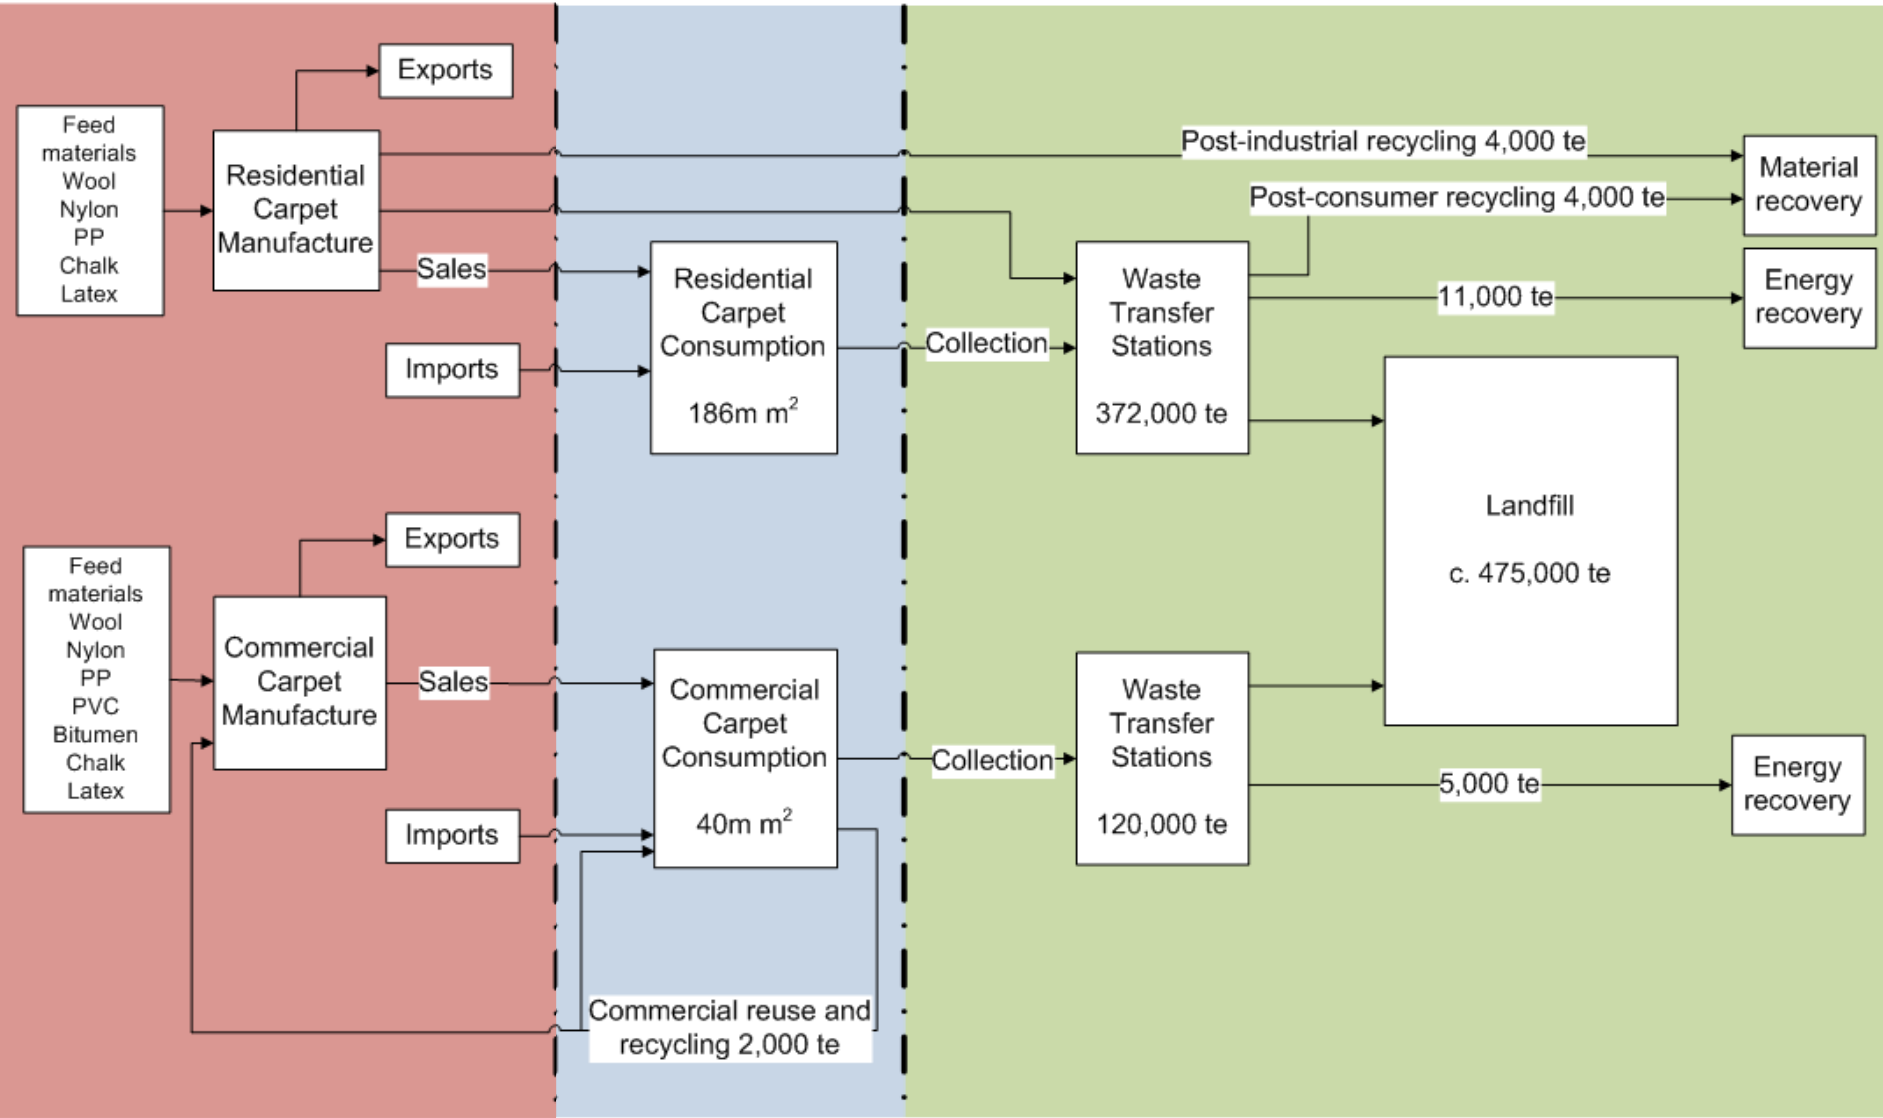 Exports
Feed
materials
Wool
Nylon
PP
Chalk
Latex
Residential
Carpet
Manufacture
Sales
Imports
Residential
Carpet
Consumption
186m m²
Collection
Post-industrial recycling 4,000 te
Post-consumer recycling 4,000 te
Material
recovery
Waste
Transfer
Stations
372,000 te
11,000 te
Energy
recovery
Landfill
c. 475,000 te
Exports
Feed
materials
Wool
Nylon
PP
PVC
Bitumen
Chalk
Latex
Commercial
Carpet
Manufacture
Sales
Imports
Commercial
Carpet
Consumption
40m m²
Collection
Waste
Transfer
Stations
120,000 te
5,000 te
Energy
recovery
Commercial reuse and
recycling 2,000 te